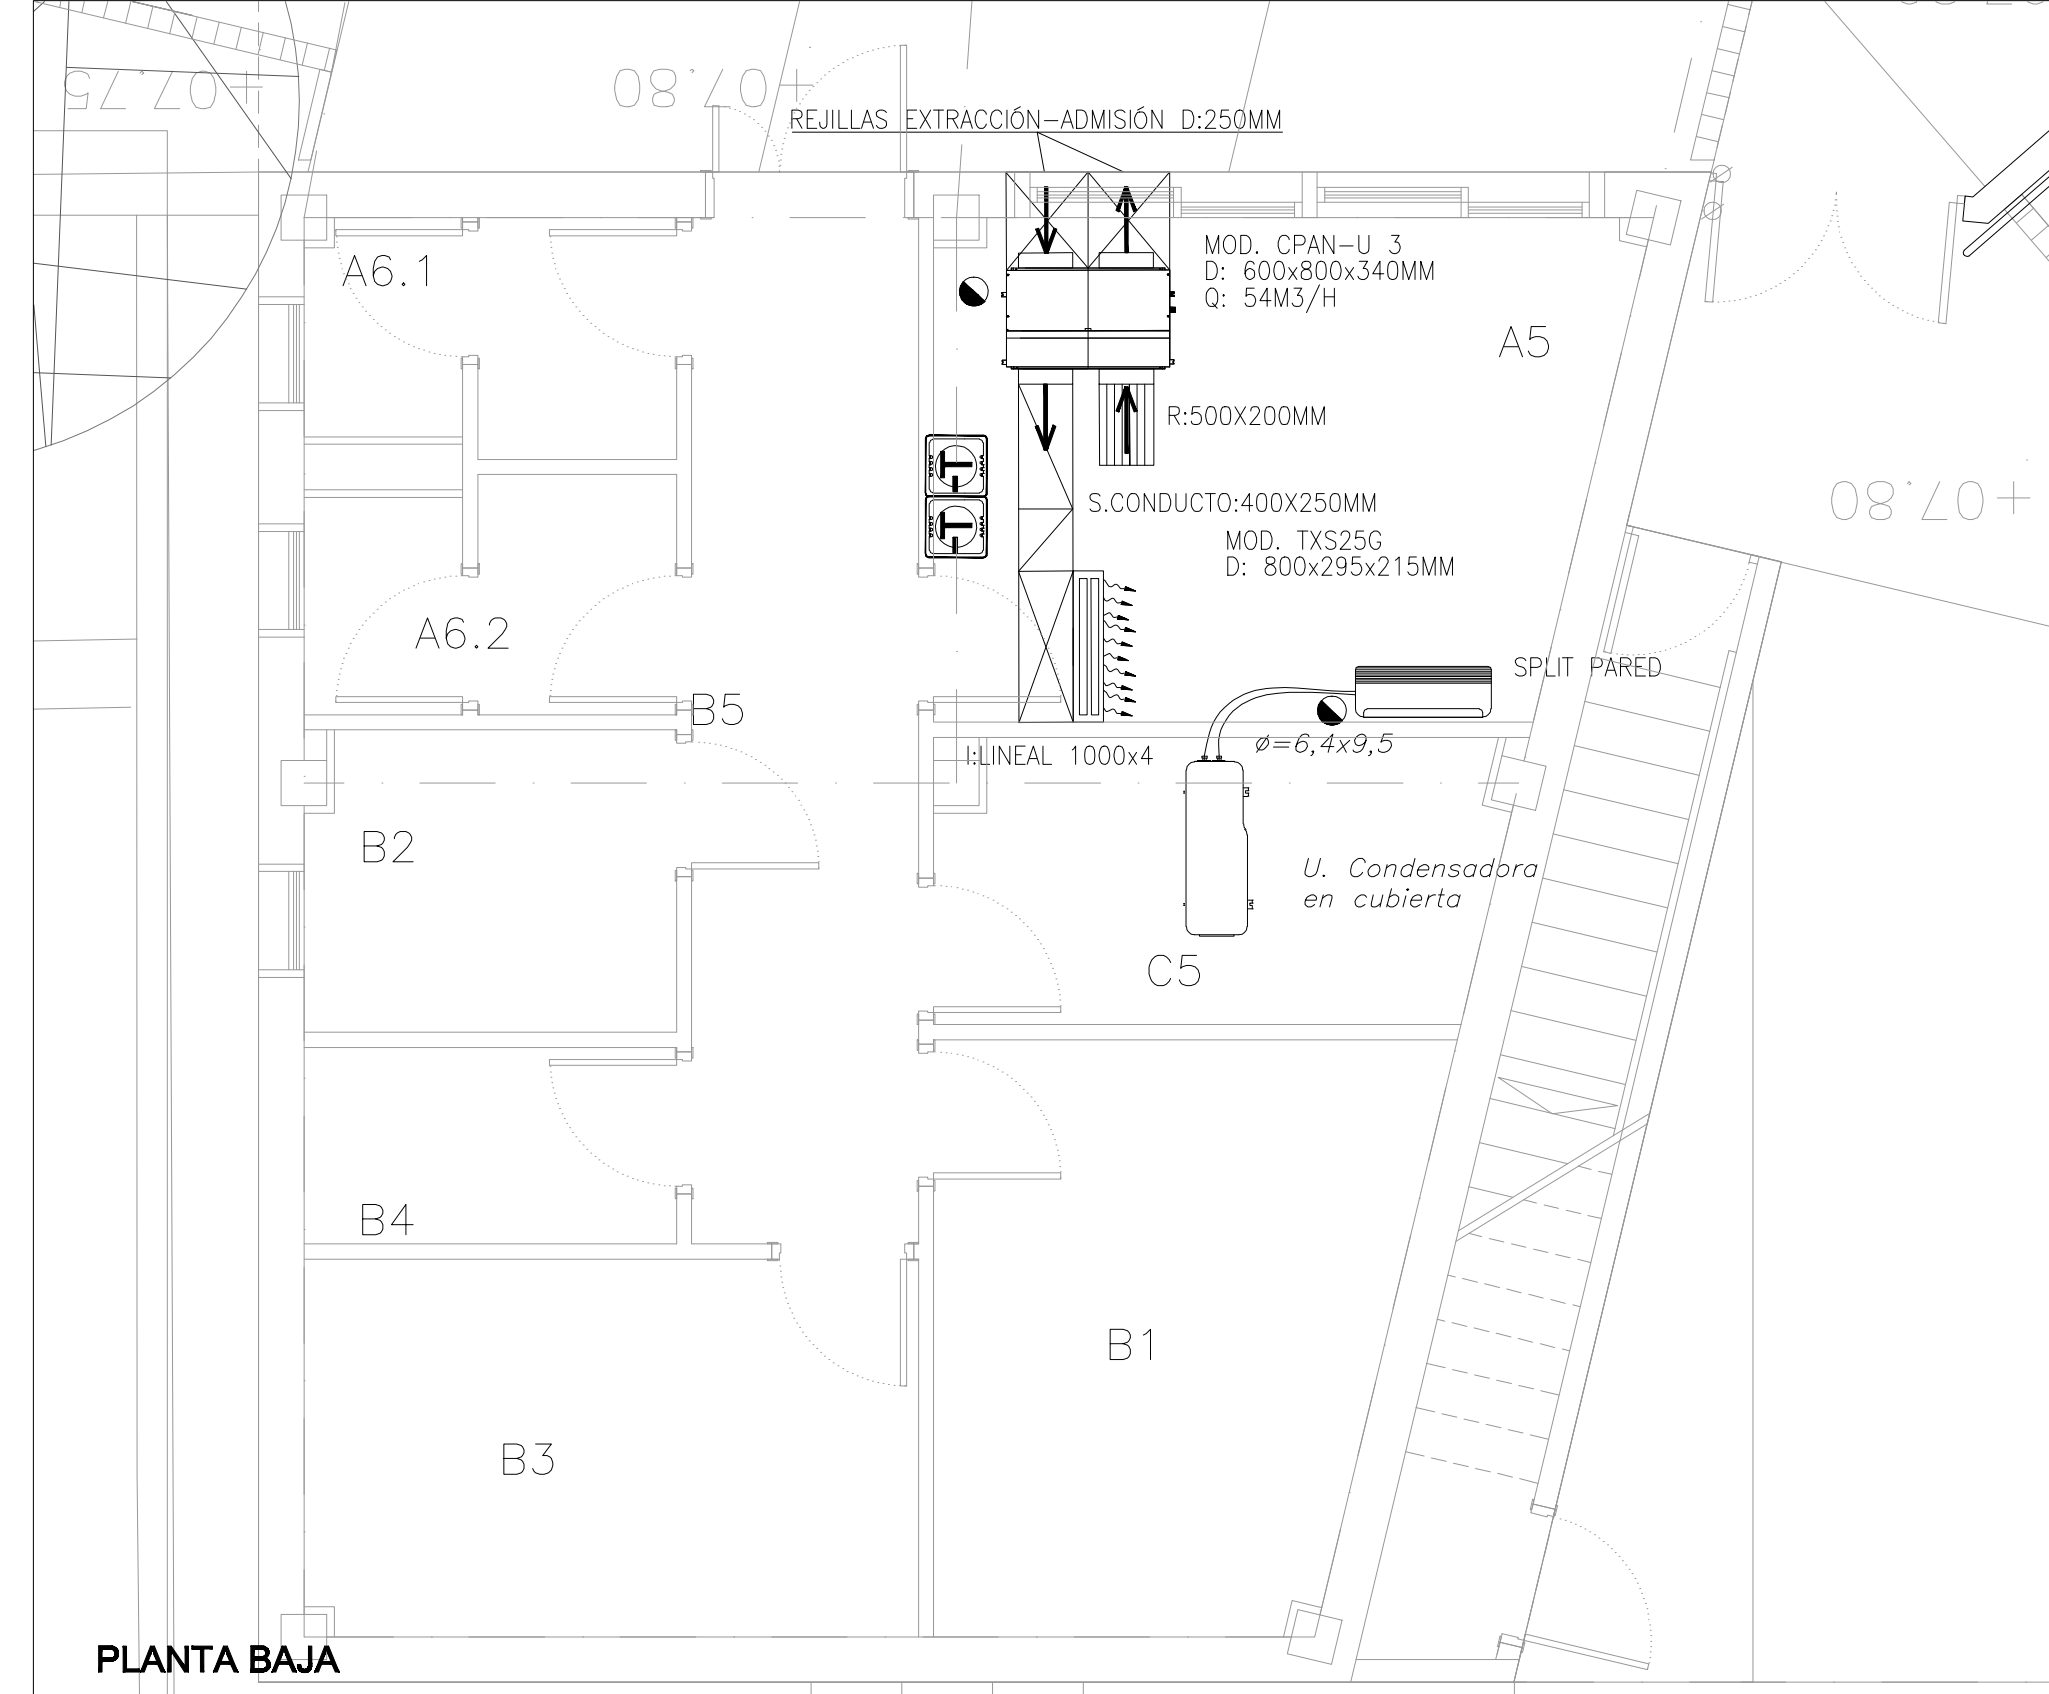 +07.75
+07.80
REJILLAS EXTRACCIÓN-ADMISIÓN D:250MM
MOD. CPAN-U 3
D: 600x800x340MM
Q: 54M3/H
A6.1
A5
R:500X200MM
+07.80
S.CONDUCTO:400X250MM
MOD. TXS25G
D: 800x295x215MM
T
T
A6.2
SPLIT PARED
B5
ø=6,4x9,5
I:LINEAL 1000x4
B2
U. Condensadora
en cubierta
C5
B4
B1
B3
PLANTA BAJA